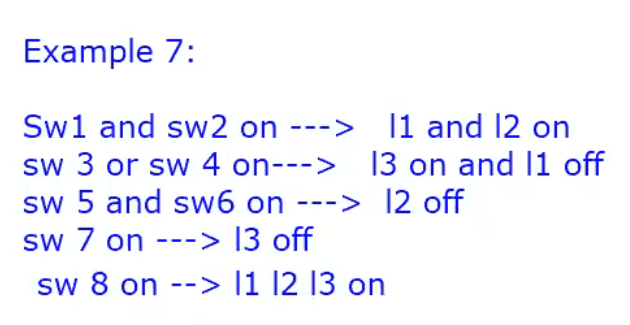 Example 7:
Sw1 and sw2 on ---> l1 and l2 on
sw 3 or sw 4 on---> l3 on and l1 off
sw 5 and sw6 on ---> l2 off
sw 7 on ---> l3 off
sw 8 on --> l1 l2 l3 on